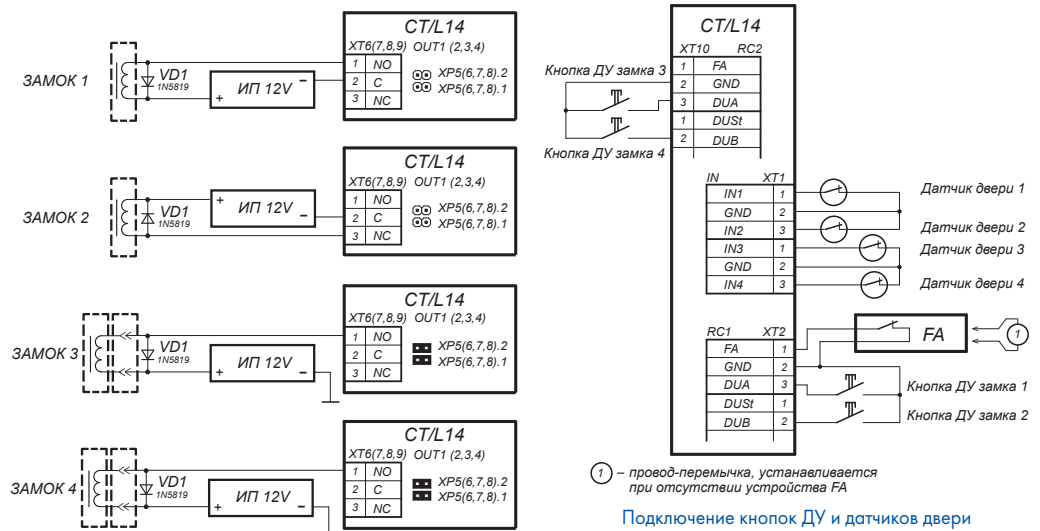 CT/L14
XT6(7,8,9) OUT1 (2,3,4)
1 NO
2 C
3 NC
XP5(6,7,8).2
XP5(6,7,8).1
ЗАМОК 1
VD1
1N5819
ИП 12V
+ −
CT/L14
XT6(7,8,9) OUT1 (2,3,4)
1 NO
2 C
3 NC
XP5(6,7,8).2
XP5(6,7,8).1
ЗАМОК 2
VD1
1N5819
+ ИП 12V −
CT/L14
XT6(7,8,9) OUT1 (2,3,4)
1 NO
2 C
3 NC
XP5(6,7,8).2
XP5(6,7,8).1
ЗАМОК 3
VD1
1N5819
+ ИП 12V −
CT/L14
XT6(7,8,9) OUT1 (2,3,4)
1 NO
2 C
3 NC
XP5(6,7,8).2
XP5(6,7,8).1
ЗАМОК 4
VD1
1N5819
+ ИП 12V −
CT/L14
XT10 RC2
1 FA
2 GND
3 DUA
1 DUSt
2 DUB
Кнопка ДУ замка 3
Кнопка ДУ замка 4
IN XT1
IN1 1
GND 2
IN2 3
IN3 1
GND 2
IN4 3
Датчик двери 1
Датчик двери 2
Датчик двери 3
Датчик двери 4
RC1 XT2
FA 1
GND 2
DUA 3
DUSt 1
DUB 2
FA
1
Кнопка ДУ замка 1
Кнопка ДУ замка 2
1 – провод-перемычка, устанавливается
при отсутствии устройства FA
Подключение кнопок ДУ и датчиков двери